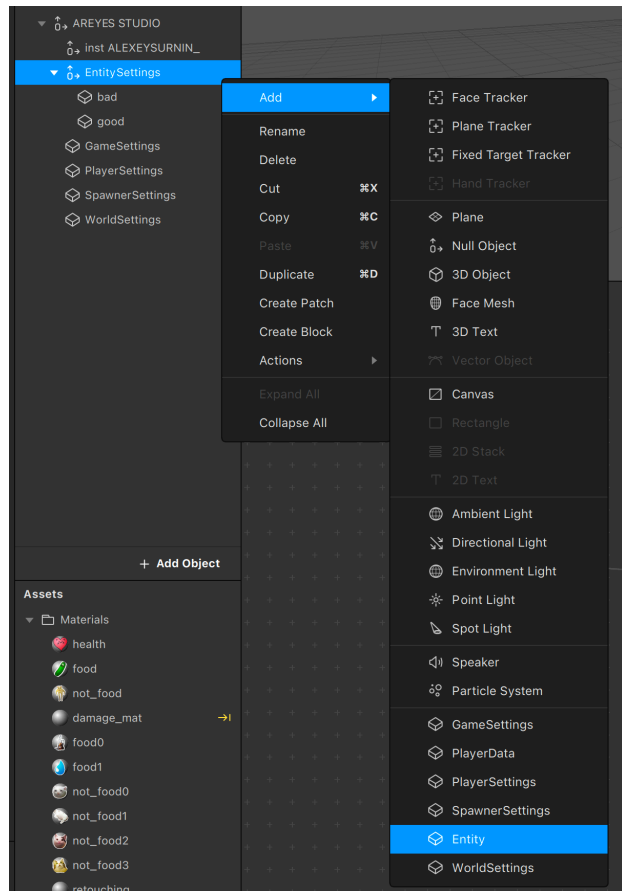 AREYES STUDIO
inst ALEXEYSURNIN_
EntitySettings
bad
good
GameSettings
PlayerSettings
SpawnerSettings
WorldSettings
Add
Rename
Delete
Cut ⌘X
Copy ⌘C
Paste ⌘V
Duplicate ⌘D
Create Patch
Create Block
Actions
Expand All
Collapse All
Face Tracker
Plane Tracker
Fixed Target Tracker
Hand Tracker
Plane
Null Object
3D Object
Face Mesh
3D Text
Vector Object
Canvas
Rectangle
2D Stack
2D Text
Ambient Light
Directional Light
Environment Light
Point Light
Spot Light
Speaker
Particle System
GameSettings
PlayerData
PlayerSettings
SpawnerSettings
Entity
WorldSettings
+ Add Object
Assets
Materials
health
food
not_food
damage_mat
food0
food1
not_food0
not_food1
not_food2
not_food3
retouching